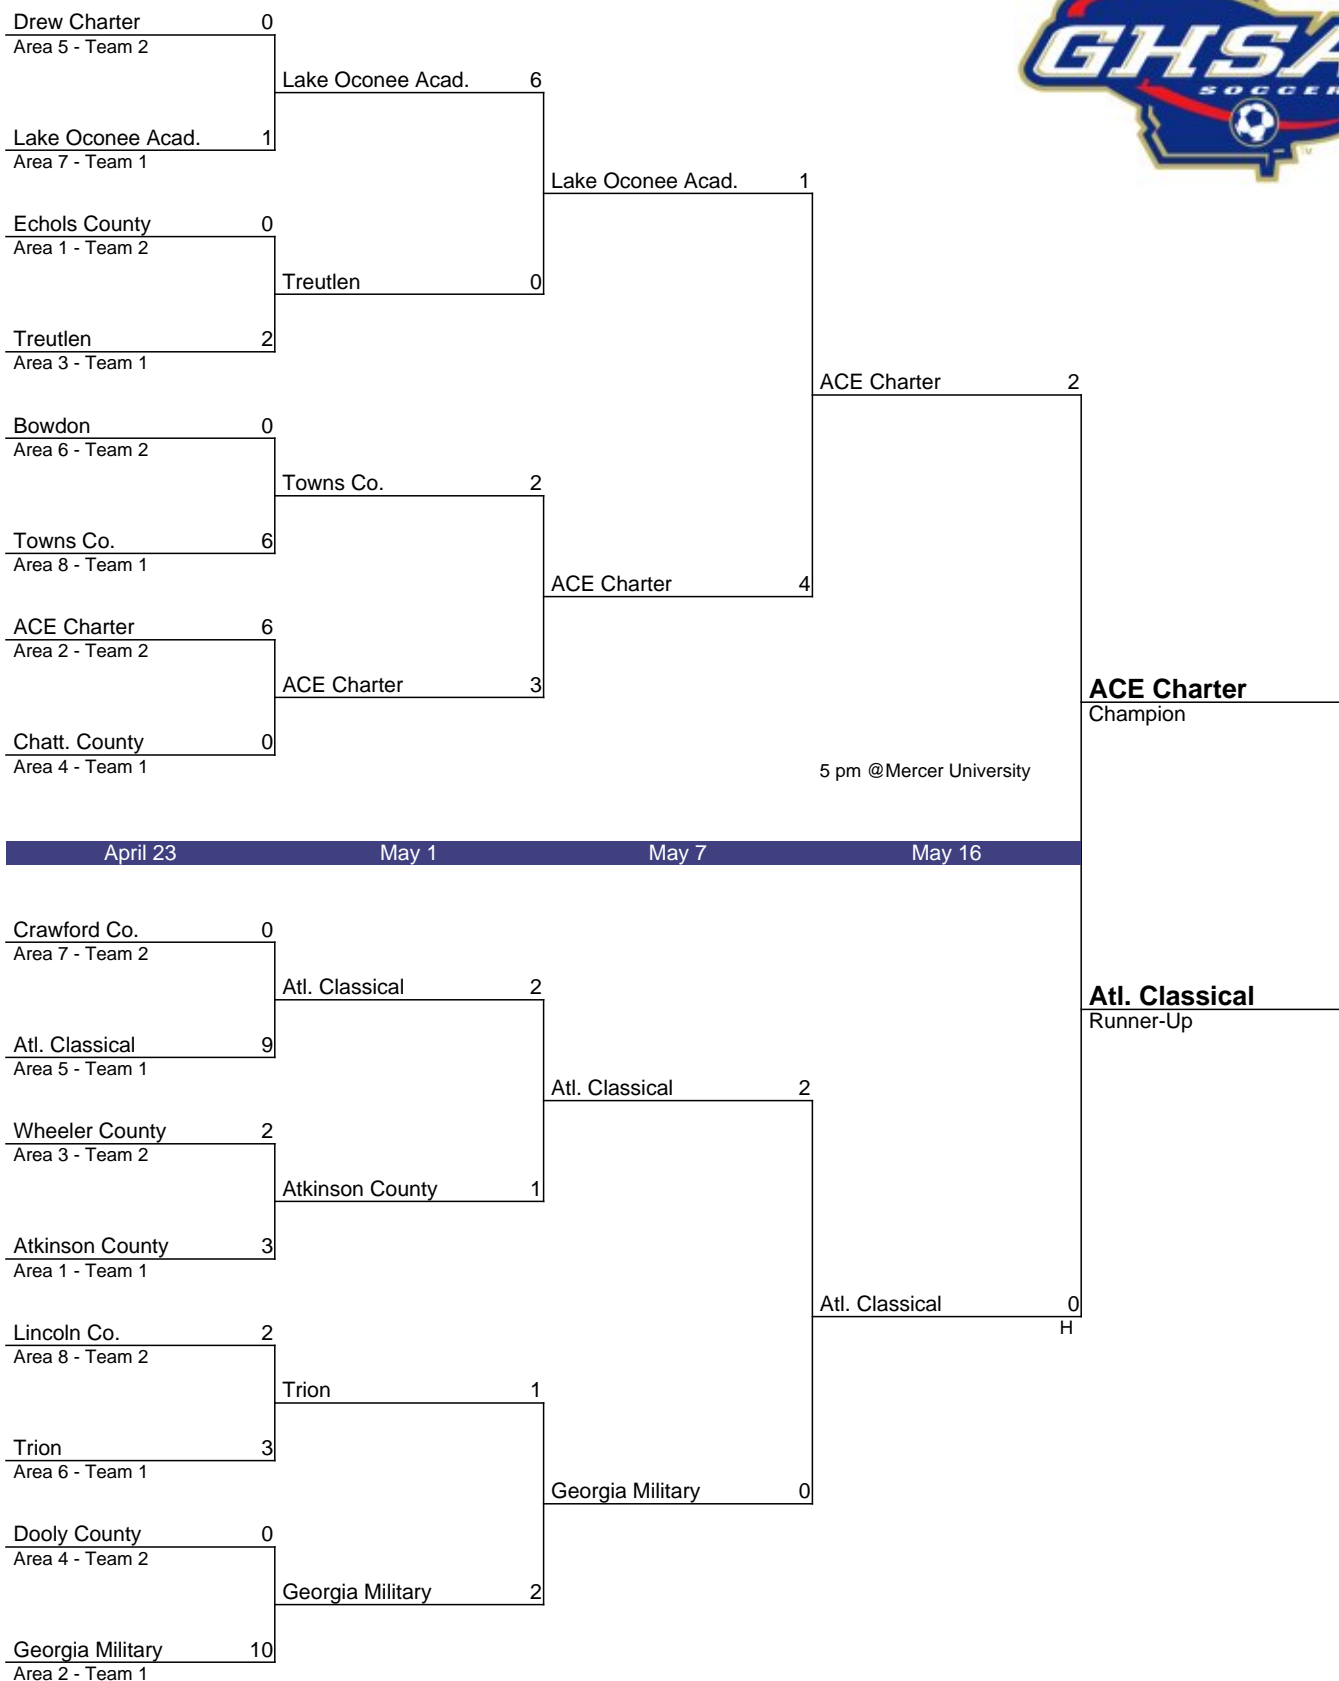 GHSA
SOCCER
Drew Charter 0
Area 5 - Team 2
Lake Oconee Acad. 6
Lake Oconee Acad. 1
Area 7 - Team 1
Lake Oconee Acad. 1
Echols County 0
Area 1 - Team 2
Treutlen 0
Treutlen 2
Area 3 - Team 1
ACE Charter 2
Bowdon 0
Area 6 - Team 2
Towns Co. 2
Towns Co. 6
Area 8 - Team 1
ACE Charter 4
ACE Charter 6
Area 2 - Team 2
ACE Charter 3
ACE Charter
Champion
Chatt. County 0
Area 4 - Team 1
5 pm @Mercer University
April 23 May 1 May 7 May 16
Crawford Co. 0
Area 7 - Team 2
Atl. Classical 2
Atl. Classical
Runner-Up
Atl. Classical 9
Area 5 - Team 1
Atl. Classical 2
Wheeler County 2
Area 3 - Team 2
Atkinson County 1
Atkinson County 3
Area 1 - Team 1
Atl. Classical 0
H
Lincoln Co. 2
Area 8 - Team 2
Trion 1
Trion 3
Area 6 - Team 1
Georgia Military 0
Dooly County 0
Area 4 - Team 2
Georgia Military 2
Georgia Military 10
Area 2 - Team 1